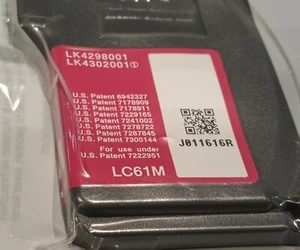 LK4298001
LK4302001①
U.S. Patent 6942327
U.S. Patent 7178909
U.S. Patent 7178911
U.S. Patent 7229165
U.S. Patent 7241002
U.S. Patent 7278722
U.S. Patent 7287846
U.S. Patent 7300144
For use under
U.S. Patent 7222951
J011616R
LC61M